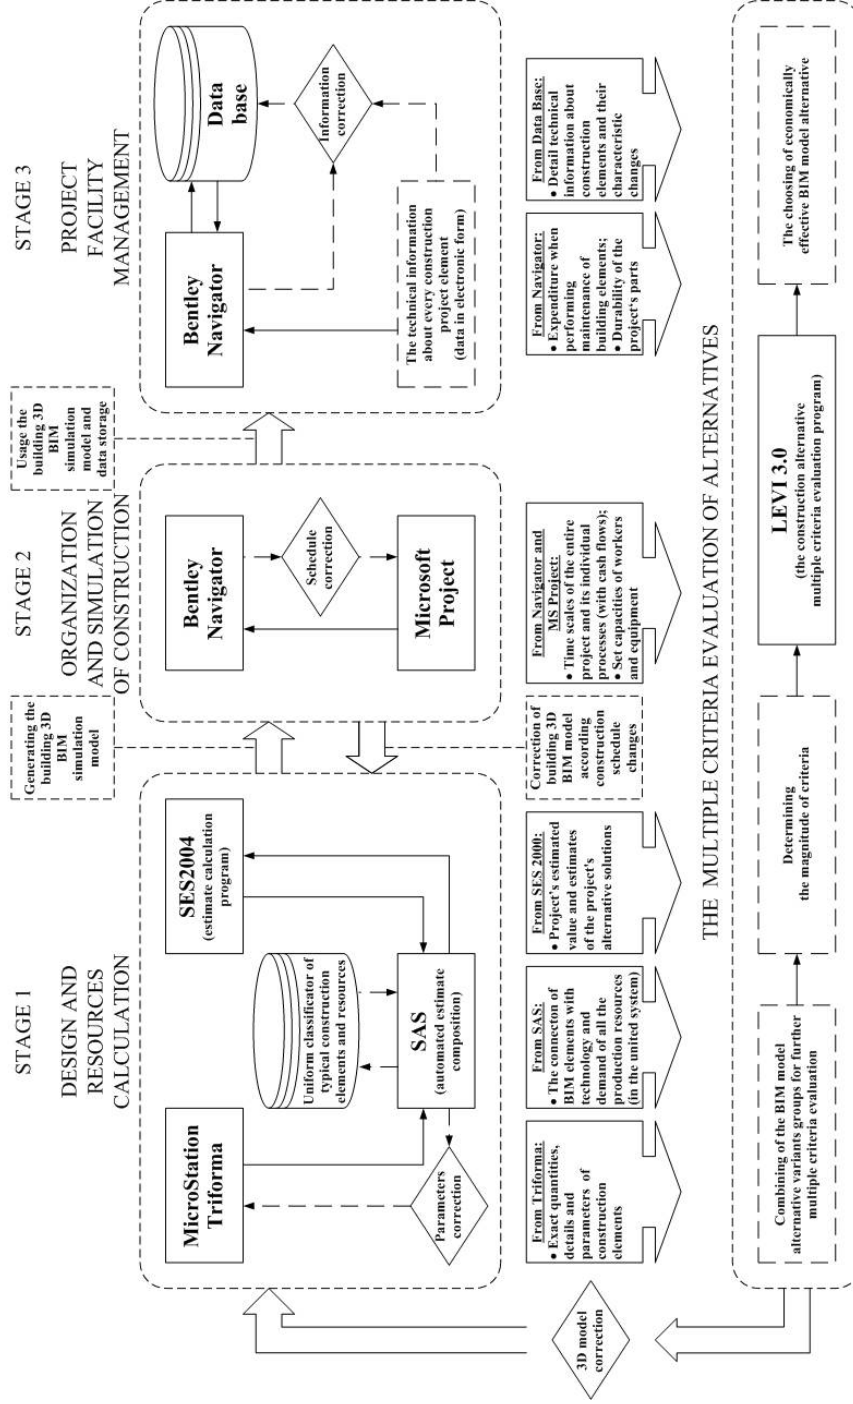 STAGE 1
DESIGN AND
RESOURCES
CALCULATION
MicroStation
Triforma
Parameters
correction
Uniform classificator of
typical construction
elements and resources
SAS
(automated estimate
composition)
SES2004
(estimate calculation
program)
Generating the
building 3D
BIM
simulation
model
STAGE 2
ORGANIZATION
AND SIMULATION
OF CONSTRUCTION
Bentley
Navigator
Schedule
correction
Microsoft
Project
Correction of
building 3D
BIM model
according
construction
schedule
changes
Usage the
building 3D
BIM
simulation
model and
data storage
STAGE 3
PROJECT
FACILITY
MANAGEMENT
Bentley
Navigator
Data
base
Information
correction
The technical information
about every construction
project element
(data in electronic form)
From Triforma:
• Exact quantities,
details and
parameters of
construction
elements
From SAS:
• The connection of
BIM elements with
technology and
demand of all the
production resources
(in the united system)
From SES 2000:
• Project's estimated
value and estimates
of the project's
alternative solutions
From Navigator and
MS Project:
• Time scales of the entire
project and its individual
processes (with cash flows);
• Set capacities of workers
and equipment
From Navigator:
• Expenditure when
performing
maintenance of
building elements;
• Durability of the
project's parts
From Data Base:
• Detail technical
information about
construction
elements and their
characteristic
changes
3D model
correction
THE MULTIPLE CRITERIA EVALUATION OF ALTERNATIVES
Combining of the BIM model
alternative variants groups for further
multiple criteria evaluation
Determining
the magnitude of criteria
LEVI 3.0
(the construction alternative
multiple criteria evaluation program)
The choosing of economically
effective BIM model alternative